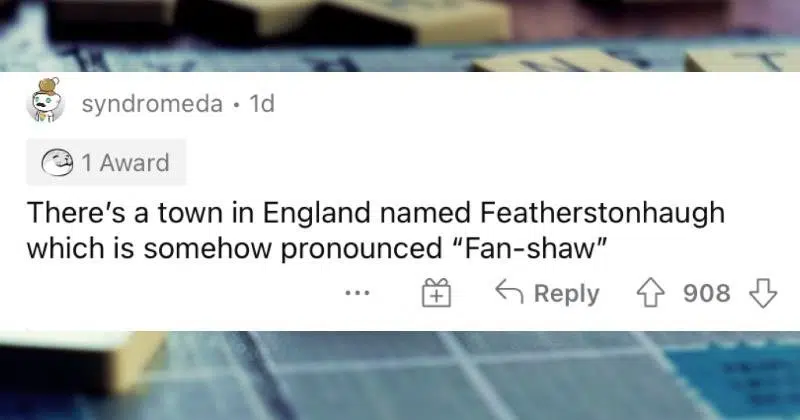 syndromeda • 1d
1 Award
There’s a town in England named Featherstonhaugh
which is somehow pronounced “Fan-shaw”
... Reply 908